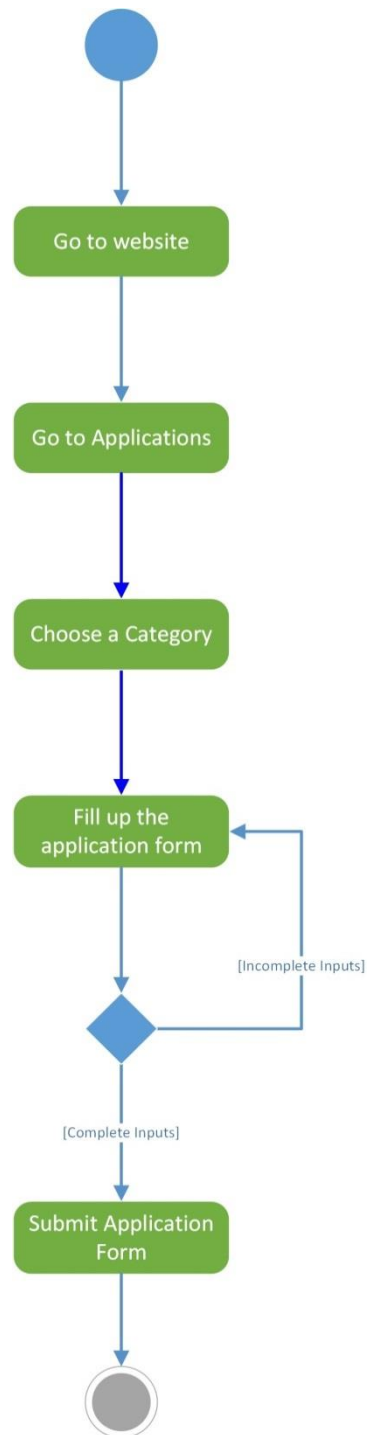 Go to website
Go to Applications
Choose a Category
Fill up the
application form
[Incomplete Inputs]
[Complete Inputs]
Submit Application
Form